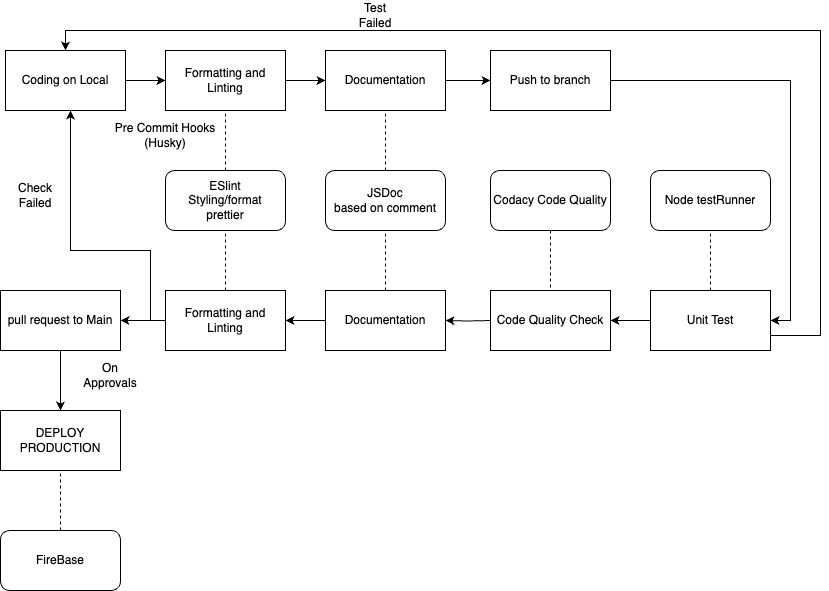 Test
Failed
Coding on Local
Formatting and
Linting
Documentation
Push to branch
Pre Commit Hooks
(Husky)
Check
Failed
ESlint
Styling/format
prettier
JSDoc
based on comment
Codacy Code Quality
Node testRunner
pull request to Main
Formatting and
Linting
Documentation
Code Quality Check
Unit Test
On
Approvals
DEPLOY
PRODUCTION
FireBase